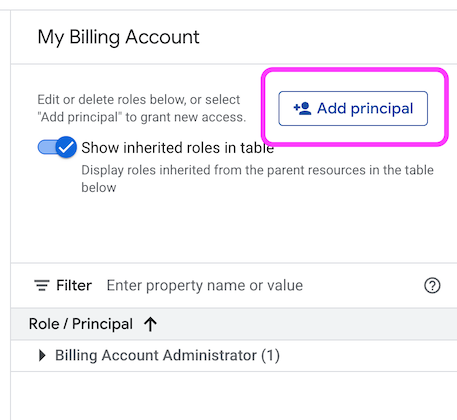 My Billing Account
Edit or delete roles below, or select
"Add principal" to grant new access.
Add principal
Show inherited roles in table
Display roles inherited from the parent resources in the table
below
Filter Enter property name or value
Role / Principal
Billing Account Administrator (1)